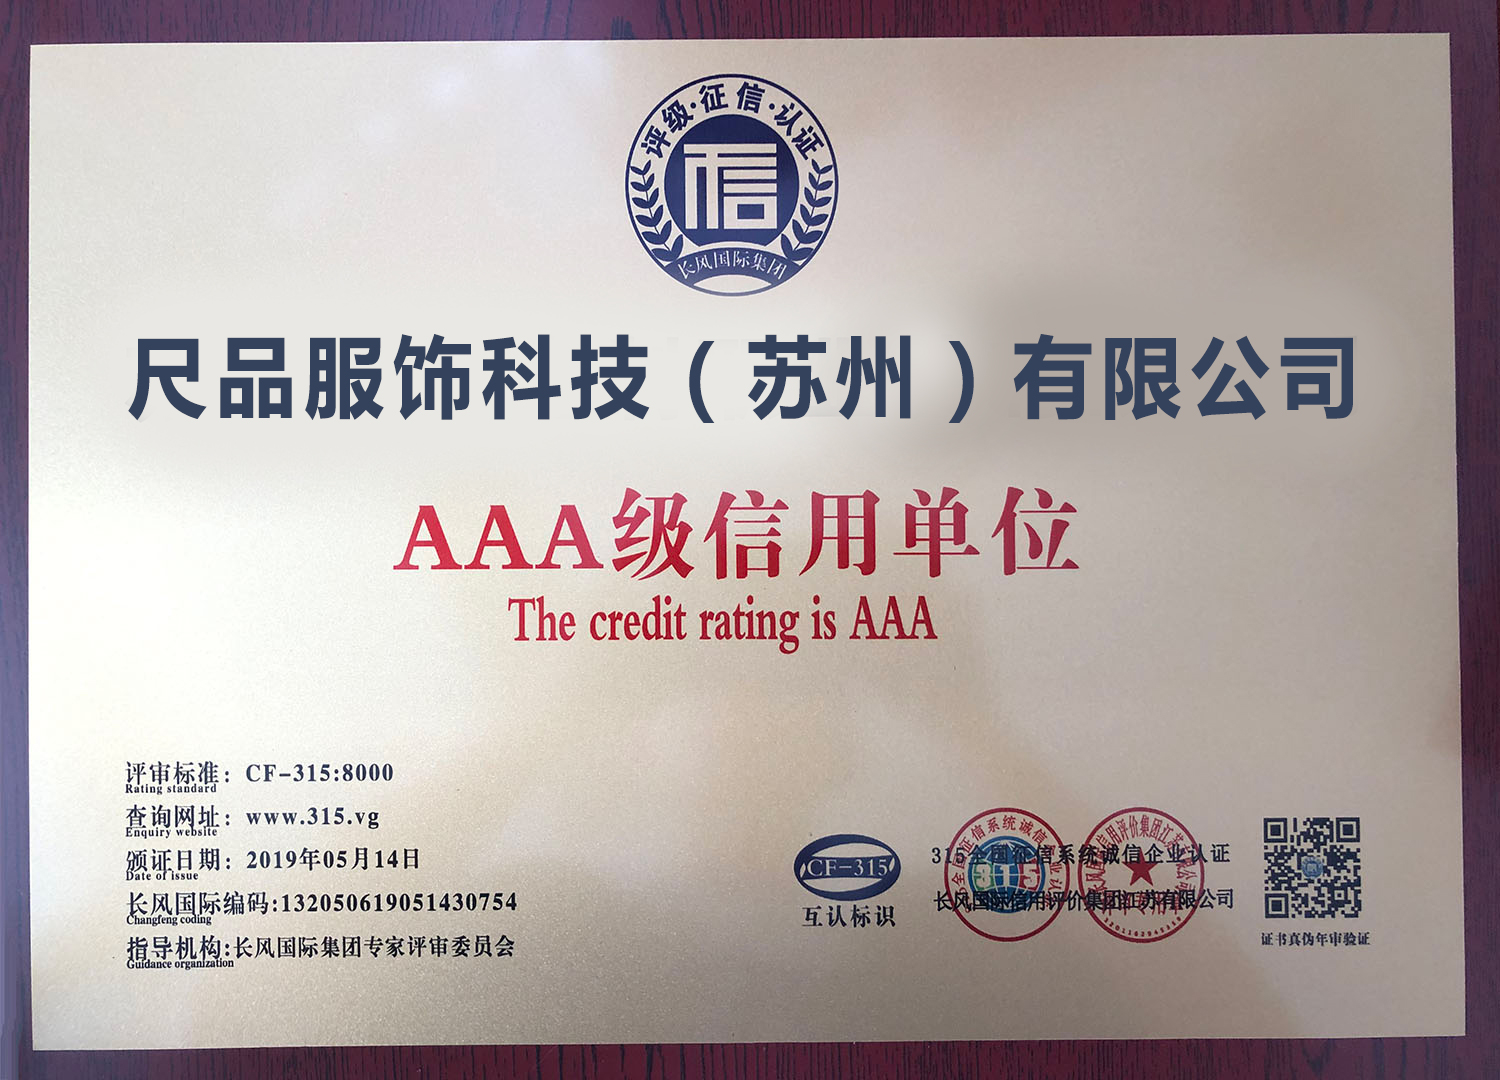 评级·征信·认证
信
长风国际集团
尺品服饰科技（苏州）有限公司
AAA级信用单位
The credit rating is AAA
评审标准：CF-315:8000
Rating standard
查询网址：www.315.vg
Enquiry website
颁证日期：2019年05月14日
Date of issue
长风国际编码:132050619051430754
Changfeng coding
指导机构:长风国际集团专家评审委员会
Guidance organization
CF-315
互认标识
315全国征信系统诚信企业认证
长风国际信用评价集团江苏有限公司
315
证书真伪年审验证